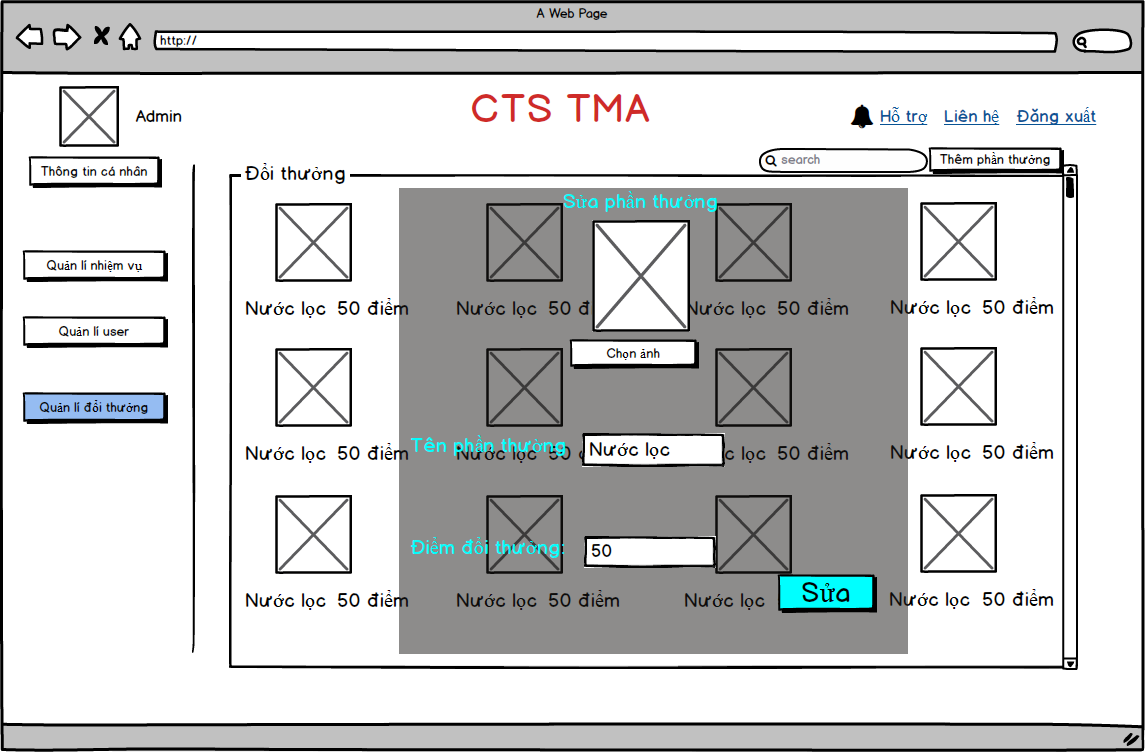 A Web Page
http://
Admin
CTS TMA
Hỗ trợ Liên hệ Đăng xuất
search
Thêm phần thưởng
Thông tin cá nhân
Quản lí nhiệm vụ
Quản lí user
Quản lí đổi thưởng
Đổi thưởng
Sửa phần thưởng
Nước lọc 50 điểm
Nước lọc 50 đ
Nước lọc 50 điểm
Nước lọc 50 điểm
Chọn ảnh
Tên phần thưởng
Nước lọc
Nước lọc 50 điểm
Nước lọc 50
lọc 50 điểm
Nước lọc 50 điểm
Điểm đổi thưởng:
50
Sửa
Nước lọc 50 điểm
Nước lọc 50 điểm
Nước lọc
Nước lọc 50 điểm